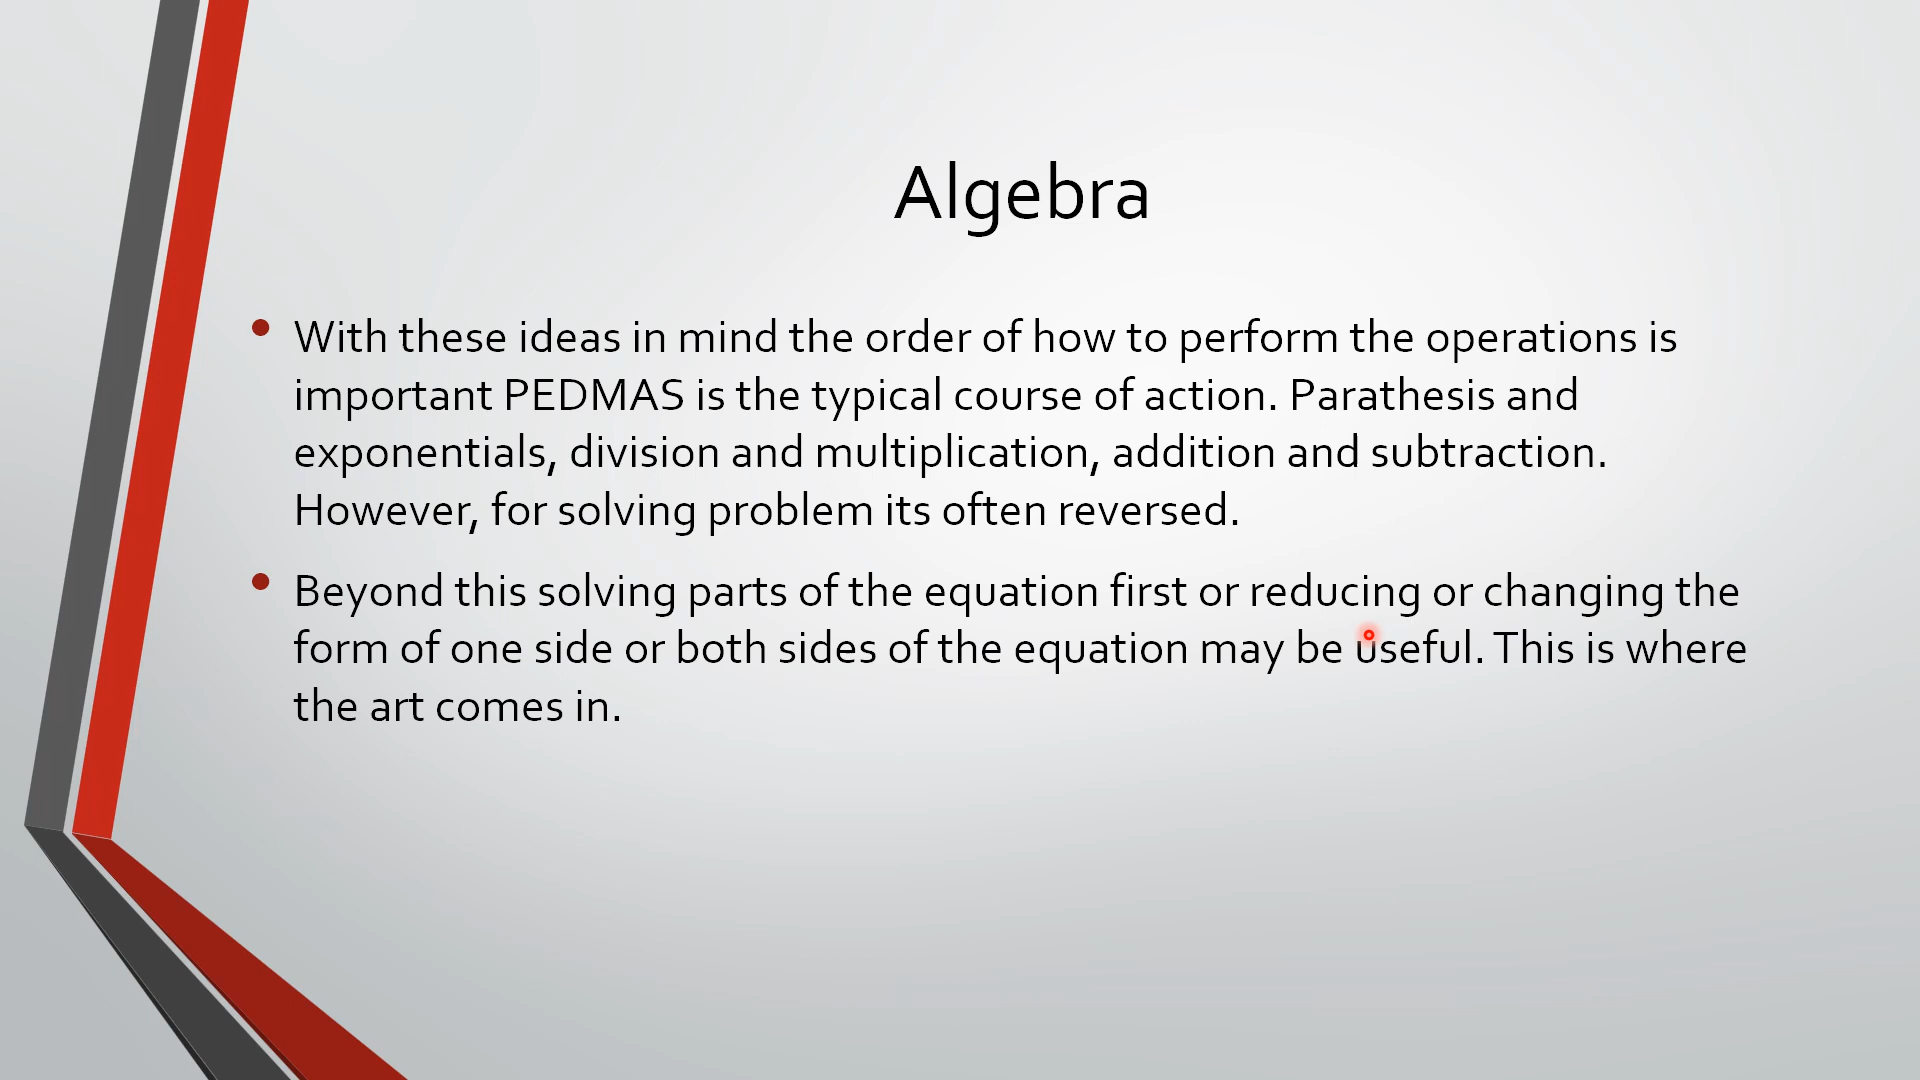 Algebra
• With these ideas in mind the order of how to perform the operations is
important PEDMAS is the typical course of action. Parathesis and
exponentials, division and multiplication, addition and subtraction.
However, for solving problem its often reversed.
• Beyond this solving parts of the equation first or reducing or changing the
form of one side or both sides of the equation may be useful. This is where
the art comes in.